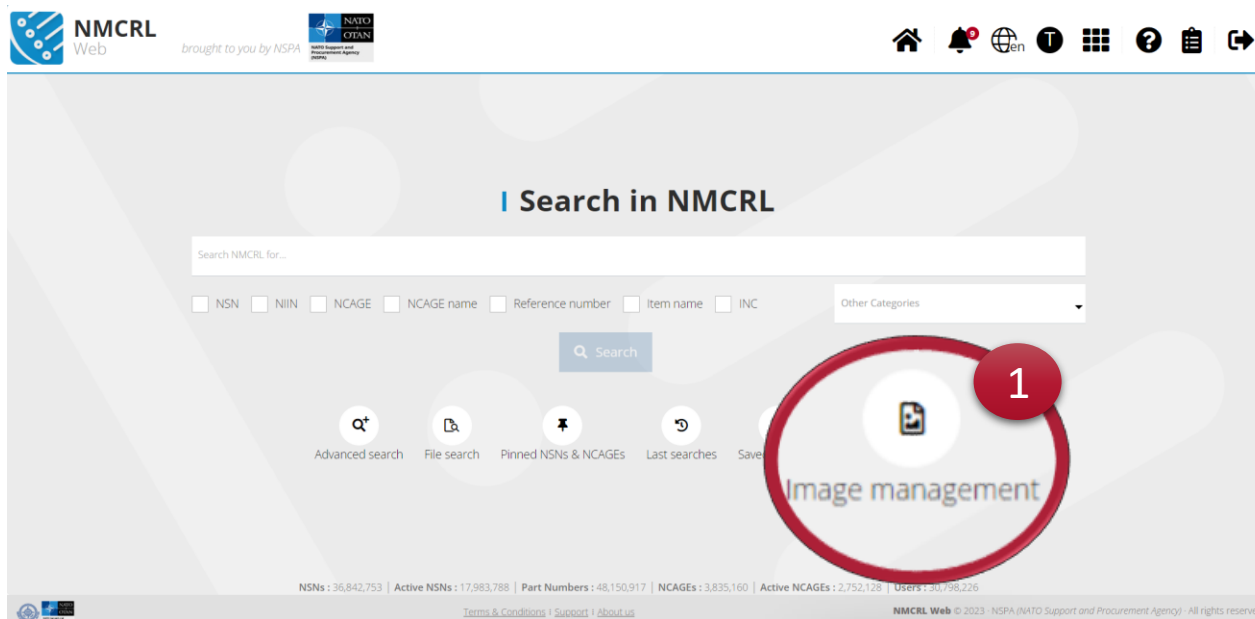 NMCRL
Web
brought to you by NSPA
NATO
OTAN
NATO Support and
Procurement Agency
(NSPA)
9
en
T
Search in NMCRL
Search NMCRL for...
NSN NIIN NCAGE NCAGE name Reference number Item name INC
Other Categories
Search
1
Advanced search File search Pinned NSNs & NCAGEs Last searches
Image management
NSNs : 36,842,753 | Active NSNs : 17,983,788 | Part Numbers : 48,150,917 | NCAGEs : 3,835,160 | Active NCAGEs : 2,752,128 | Users : 30,798,226
Terms & Conditions | Support | About us
NMCRL Web © 2023 - NSPA (NATO Support and Procurement Agency) - All rights reserve